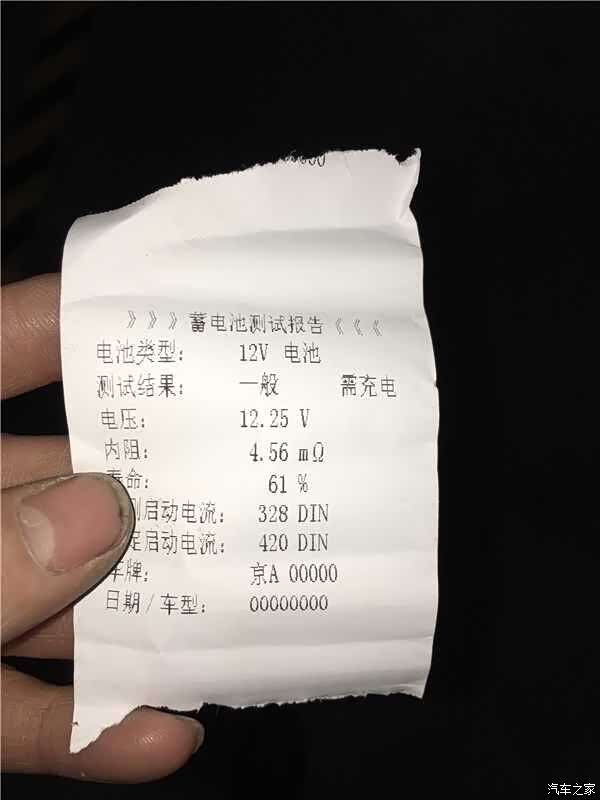 》》》蓄电池测试报告《《《
电池类型： 12V 电池
测试结果： 一般 需充电
电压： 12.25 V
内阻： 4.56 mΩ
寿命： 61 %
启动电流： 328 DIN
启动电流： 420 DIN
车牌： 京A 00000
日期/车型： 00000000
汽车之家